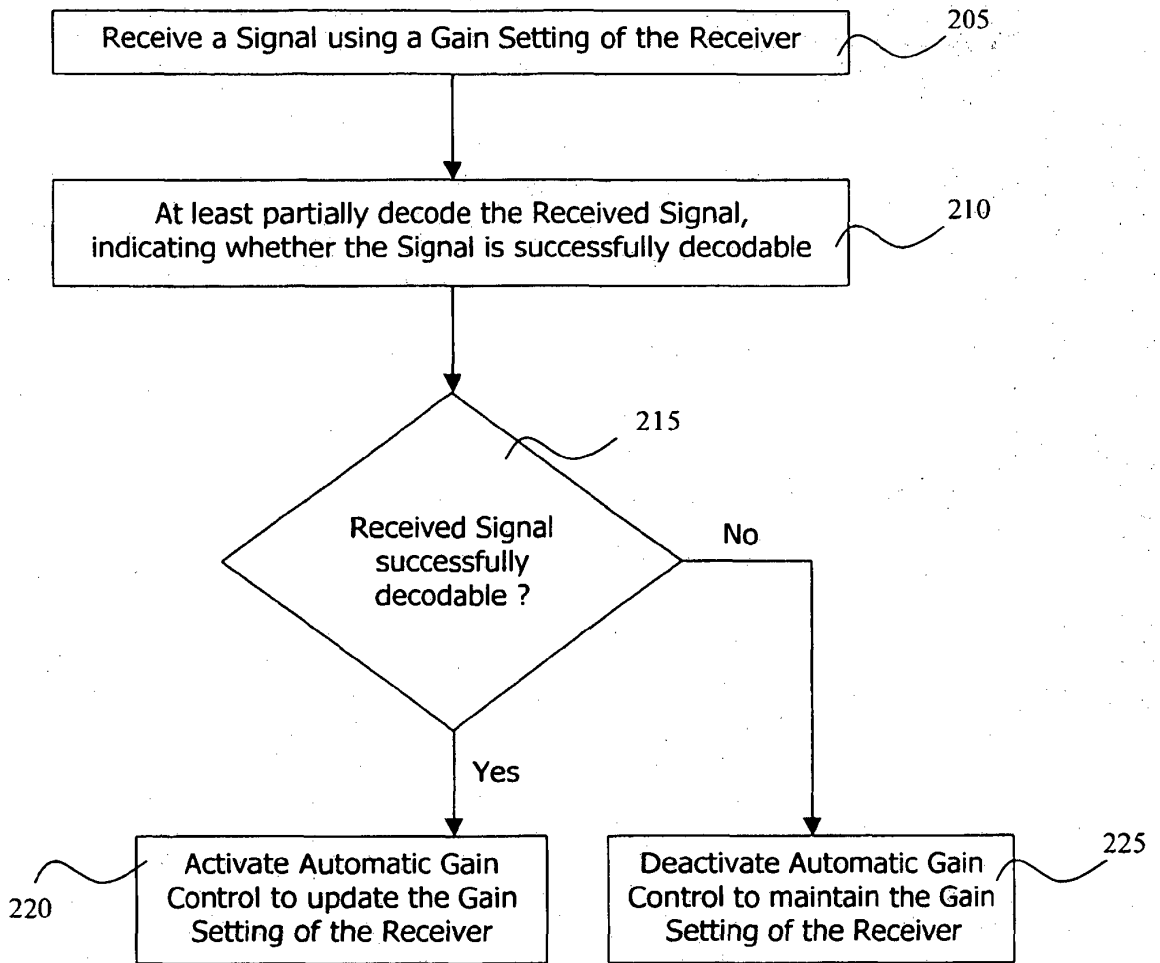 Receive a Signal using a Gain Setting of the Receiver
205
At least partially decode the Received Signal,
indicating whether the Signal is successfully decodable
210
215
Received Signal
successfully
decodable ?
No
Yes
Activate Automatic Gain
Control to update the Gain
Setting of the Receiver
220
Deactivate Automatic Gain
Control to maintain the Gain
Setting of the Receiver
225